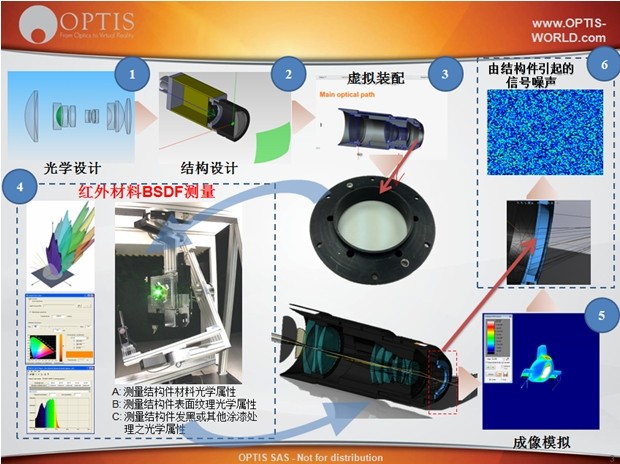 OPTIS
From Optics to Virtual Reality
www.OPTIS-
WORLD.com
1
2
3
6
光学设计
结构设计
虚拟装配
Main optical path
由结构件引起的
信号噪声
4
红外材料BSDF测量
A: 测量结构件材料光学属性
B: 测量结构件表面纹理光学属性
C: 测量结构件发黑或其他涂漆处
理之光学属性
5
成像模拟
OPTIS SAS - Not for distribution